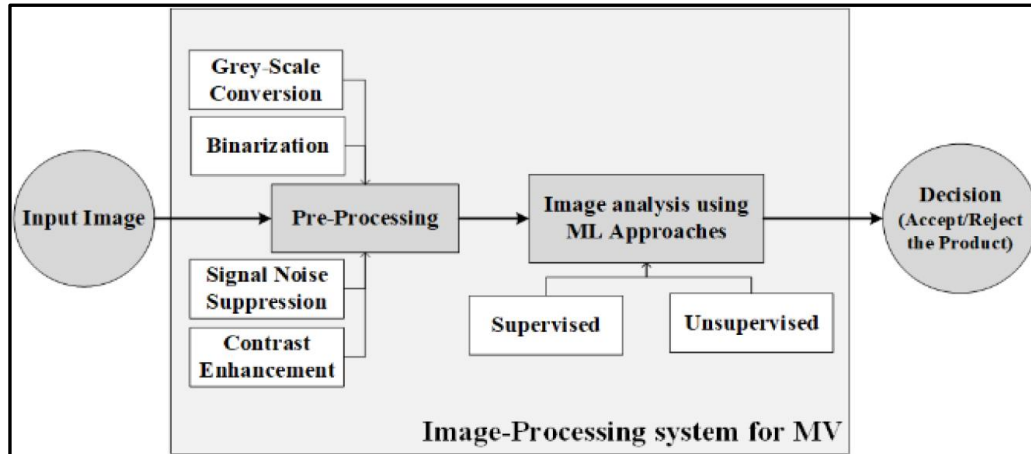 Grey-Scale
Conversion
Binarization
Input Image
Pre-Processing
Signal Noise
Suppression
Contrast
Enhancement
Image analysis using
ML Approaches
Supervised
Unsupervised
Decision
(Accept/Reject
the Product)
Image-Processing system for MV